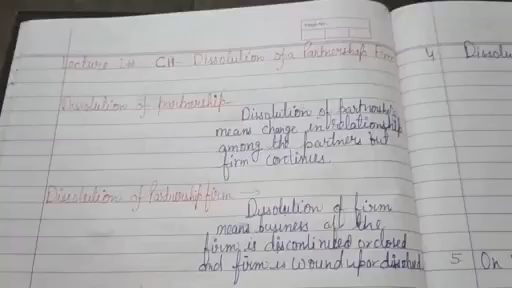 Lecture CH- Dissolution of a Partnership Firm
Dissolution of partnership
Dissolution of partnership
means change in relationship
among the partners but
firm continues.
Dissolution of Partnership firm →
Dissolution of firm
means business of the
firm is discontinued or closed
and firm is wound up or dissolved.
4 Dissolu
5 On